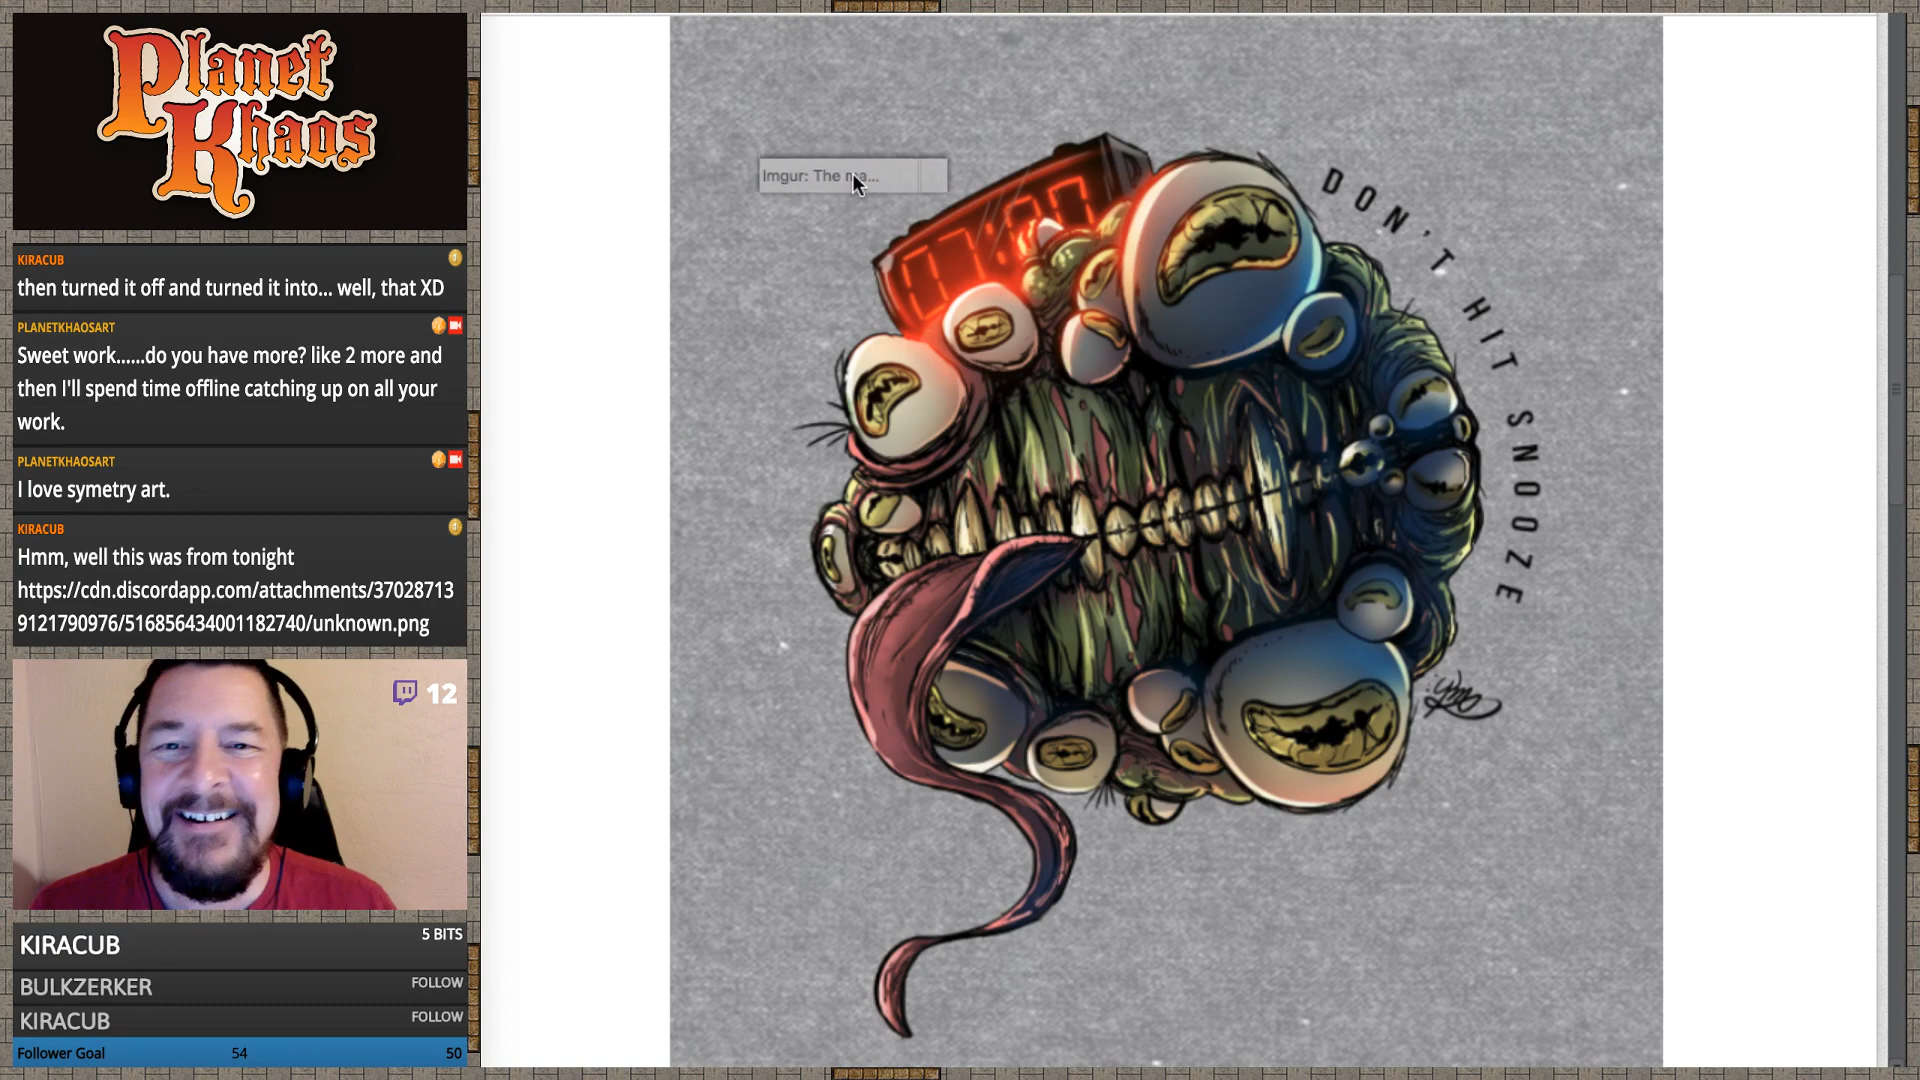 Planet
Khaos
KIRACUB
then turned it off and turned it into... well, that XD
PLANETKHAOSART
Sweet work......do you have more? like 2 more and
then I'll spend time offline catching up on all your
work.
PLANETKHAOSART
I love symetry art.
KIRACUB
Hmm, well this was from tonight
https://cdn.discordapp.com/attachments/37028713
9121790976/516856434001182740/unknown.png
12
KIRACUB 5 BITS
BULKZERKER FOLLOW
KIRACUB FOLLOW
Follower Goal 54 50
Imgur: The ma...
DON'T HIT SNOOZE